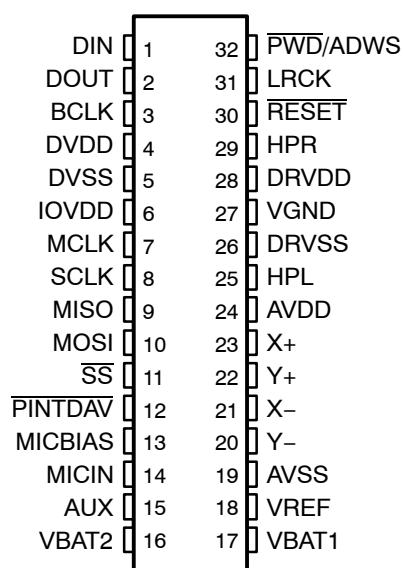 DIN 1 32 PWD/ADWS
DOUT 2 31 LRCK
BCLK 3 30 RESET
DVDD 4 29 HPR
DVSS 5 28 DRVDD
IOVDD 6 27 VGND
MCLK 7 26 DRVSS
SCLK 8 25 HPL
MISO 9 24 AVDD
MOSI 10 23 X+
SS 11 22 Y+
PINTDAV 12 21 X−
MICBIAS 13 20 Y−
MICIN 14 19 AVSS
AUX 15 18 VREF
VBAT2 16 17 VBAT1